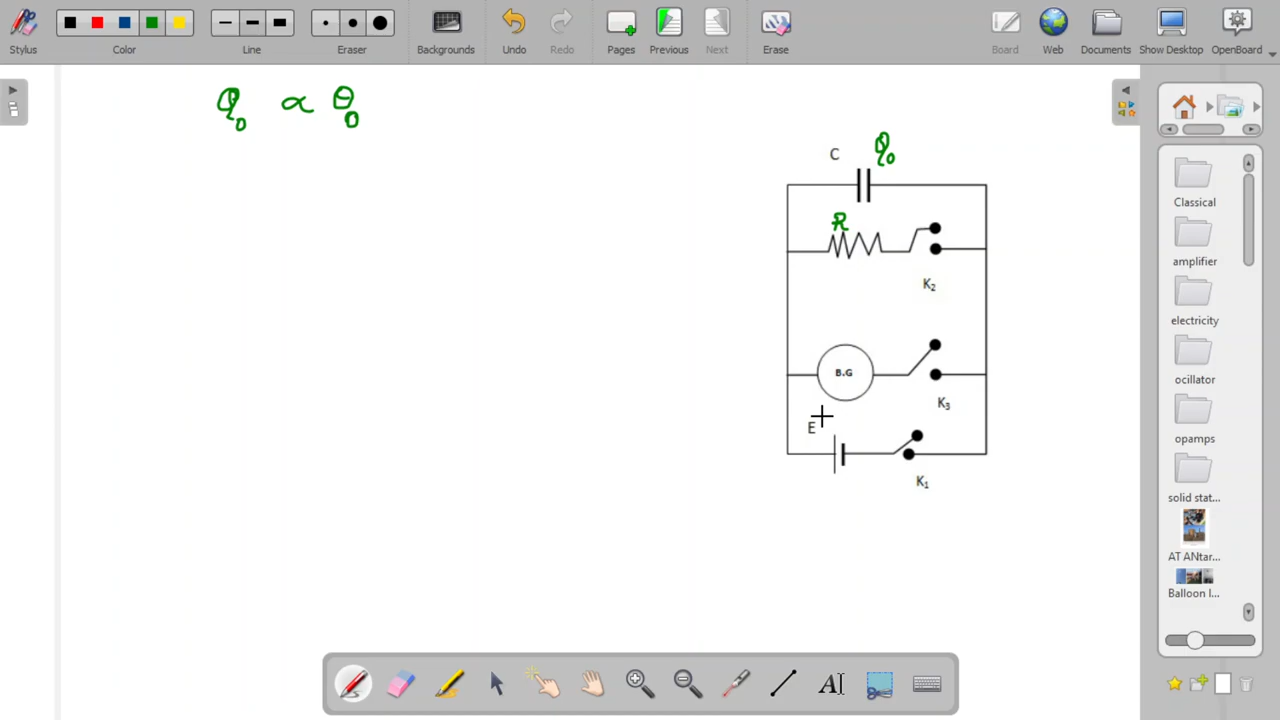 Stylus Color Line Eraser Backgrounds Undo Redo Pages Previous Next Erase Board Web Documents Show Desktop OpenBoard
Q₀ ∝ θ₀
C Q₀
R
K₂
B.G
K₃
E
K₁
Classical
amplifier
electricity
ocillator
opamps
solid stat...
AT ANtar...
Balloon I...
A